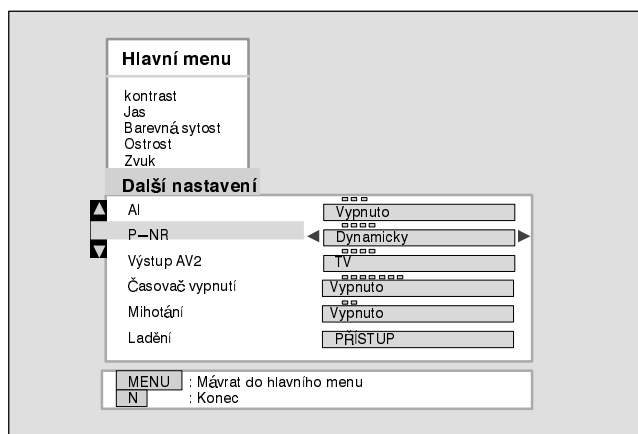 Hlavní menu
kontrast
Jas
Barevná sytost
Ostrost
Zvuk
Další nastavení
AI Vypnuto
P–NR Dynamicky
Výstup AV2 TV
Časovač vypnutí Vypnuto
Mihotání Vypnuto
Ladění PŘÍSTUP
MENU : Mávrat do hlavního menu
N : Konec